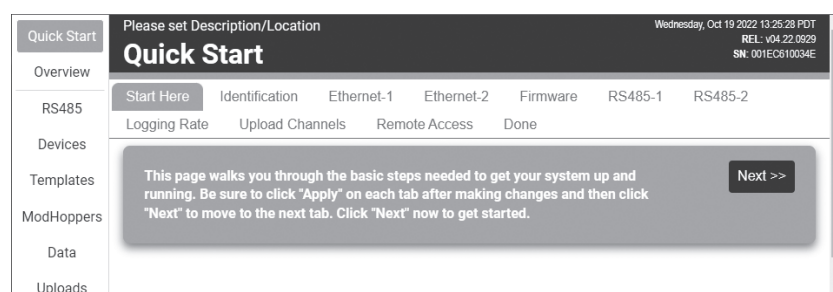 Quick Start
Overview
RS485
Devices
Templates
ModHoppers
Data
Uploads
Please set Description/Location
Quick Start
Wednesday, Oct 19 2022 13:25:28 PDT
REL: v04.22.0929
SN: 001EC610034E
Start Here Identification Ethernet-1 Ethernet-2 Firmware RS485-1 RS485-2
Logging Rate Upload Channels Remote Access Done
This page walks you through the basic steps needed to get your system up and
running. Be sure to click "Apply" on each tab after making changes and then click
"Next" to move to the next tab. Click "Next" now to get started.
Next >>